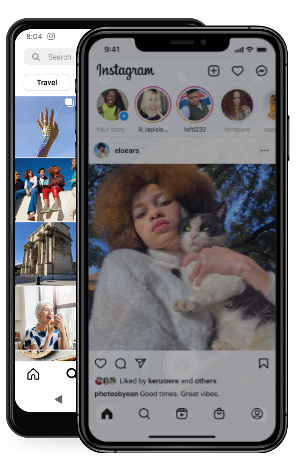 8:04
Search
Travel
9:41
Instagram
Your story
lil_lapisla...
lofti232
kenzoere
eloears
Liked by kenzoere and others
photosbyean Good times. Great vibes.